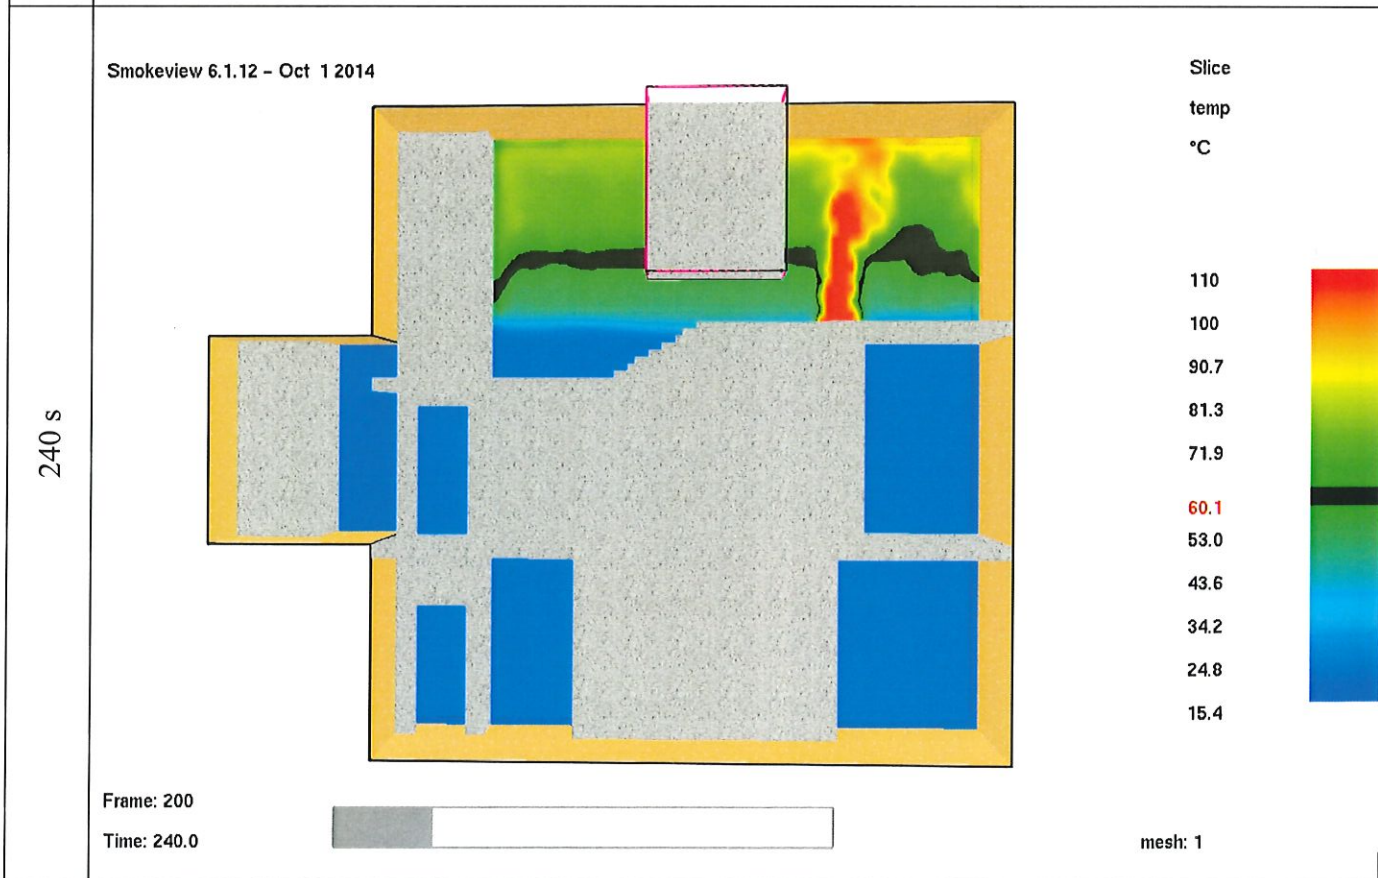 Smokeview 6.1.12 – Oct 1 2014
Slice
temp
°C
110
100
90.7
81.3
71.9
60.1
53.0
43.6
34.2
24.8
15.4
240 s
Frame: 200
Time: 240.0
mesh: 1